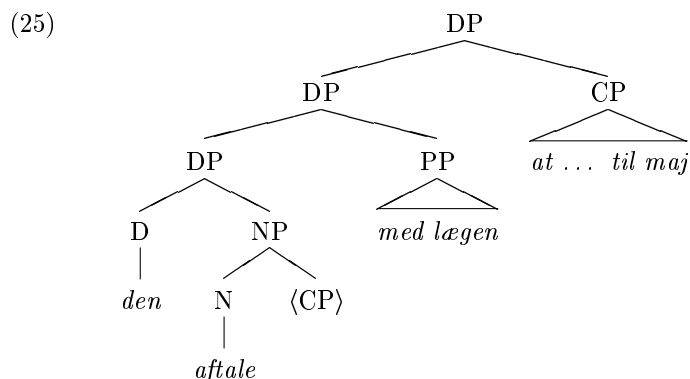 (25) DP
DP CP
DP PP at ... til maj
D NP med lægen
den N ⟨CP⟩
aftale